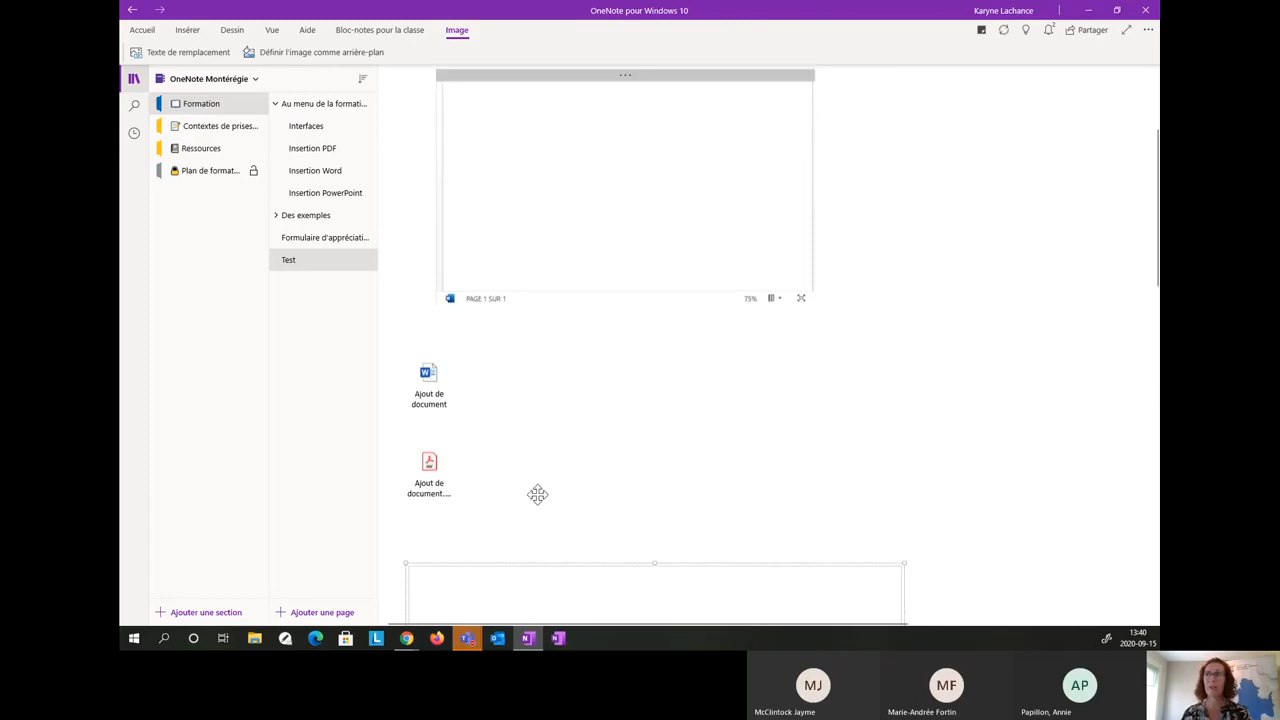 OneNote pour Windows 10
Karyne Lachance
Accueil
Insérer
Dessin
Vue
Aide
Bloc-notes pour la classe
Image
Partager
Texte de remplacement
Définir l'image comme arrière-plan
OneNote Montérégie
Formation
Contextes de prises...
Ressources
Plan de format...
Au menu de la formati...
Interfaces
Insertion PDF
Insertion Word
Insertion PowerPoint
Des exemples
Formulaire d'appréciati...
Test
PAGE 1 SUR 1
75%
Ajout de
document
Ajout de
document....
Ajouter une section
Ajouter une page
13:40
2020-09-15
MJ
MF
AP
McClintock Jayme
Marie-Andrée Fortin
Papillon, Annie